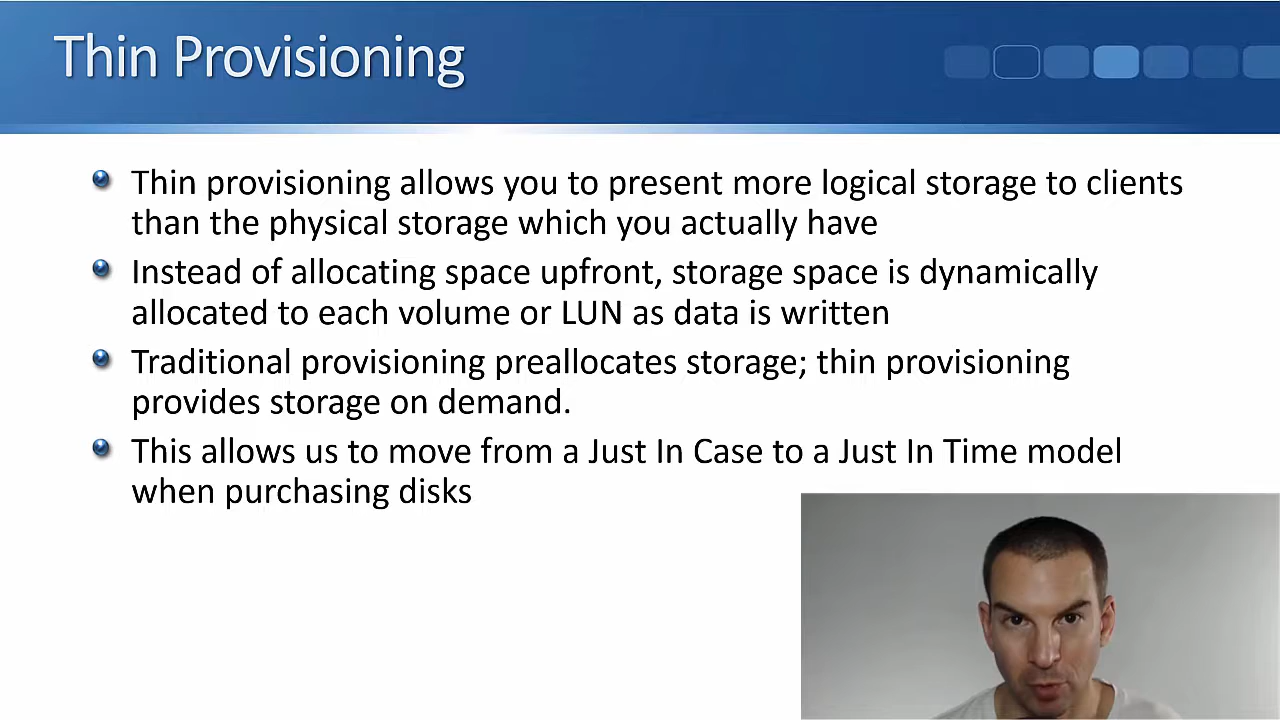 Thin Provisioning
Thin provisioning allows you to present more logical storage to clients
than the physical storage which you actually have
Instead of allocating space upfront, storage space is dynamically
allocated to each volume or LUN as data is written
Traditional provisioning preallocates storage; thin provisioning
provides storage on demand.
This allows us to move from a Just In Case to a Just In Time model
when purchasing disks